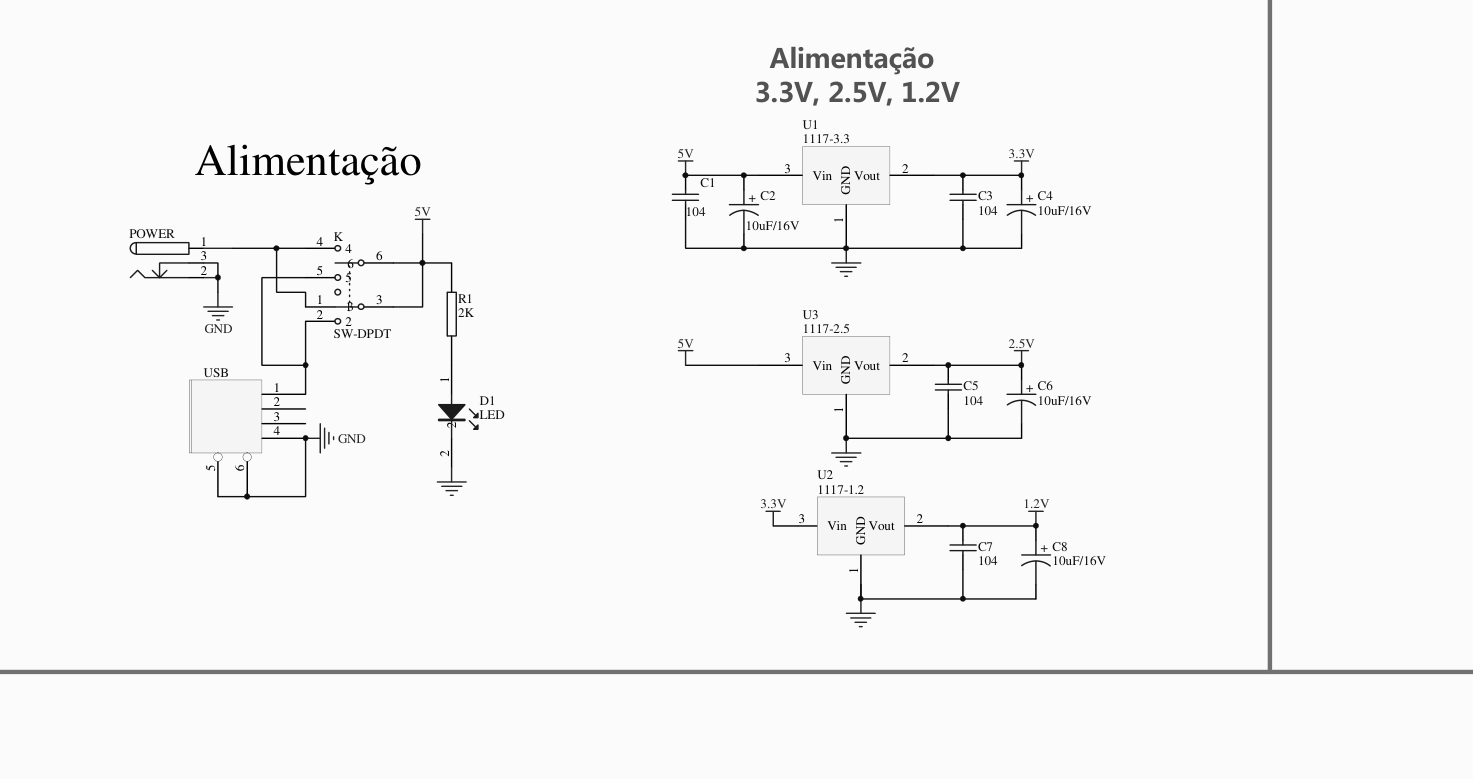 Alimentação
3.3V, 2.5V, 1.2V
Alimentação
POWER
1
3
2
GND
K
4 4
6 6
5 5
1
3 3
2 2
SW-DPDT
5V
R1
2K
1
D1
LED
2
2
USB
1
2
3
4
GND
5
6
U1
1117-3.3
5V
3
Vin
GND
Vout
2
3.3V
1
C1
104
C2
+
10uF/16V
C3
104
C4
+
10uF/16V
U3
1117-2.5
5V
3
Vin
GND
Vout
2
2.5V
1
C5
104
C6
+
10uF/16V
U2
1117-1.2
3.3V
3
Vin
GND
Vout
2
1.2V
1
C7
104
C8
+
10uF/16V